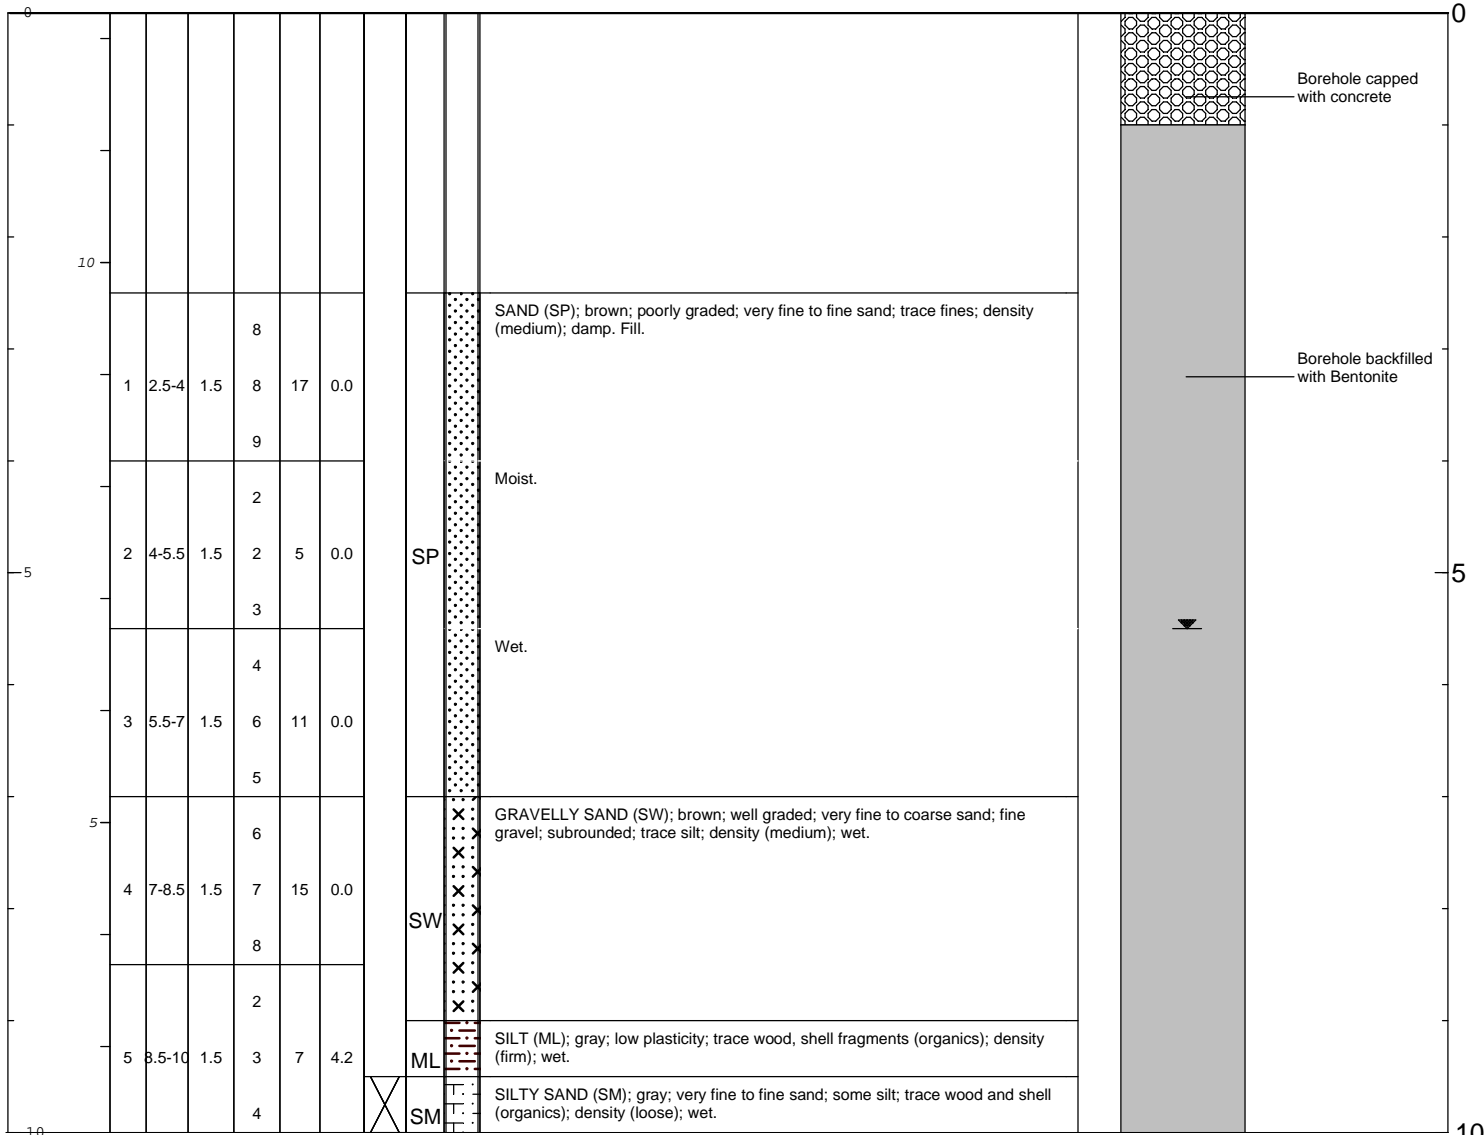 0
0
Borehole capped
with concrete
10
SAND (SP); brown; poorly graded; very fine to fine sand; trace fines; density
(medium); damp. Fill.
8
1 2.5-4 1.5 8 17 0.0
9
Borehole backfilled
with Bentonite
Moist.
2
2 4-5.5 1.5 2 5 0.0
3
SP
5
5
Wet.
4
3 5.5-7 1.5 6 11 0.0
5
GRAVELLY SAND (SW); brown; well graded; very fine to coarse sand; fine
gravel; subrounded; trace silt; density (medium); wet.
5
6
4 7-8.5 1.5 7 15 0.0
8
SW
2
5 8.5-10 1.5 3 7 4.2
4
SILT (ML); gray; low plasticity; trace wood, shell fragments (organics); density
(firm); wet.
ML
SILTY SAND (SM); gray; very fine to fine sand; some silt; trace wood and shell
(organics); density (loose); wet.
SM
10
10